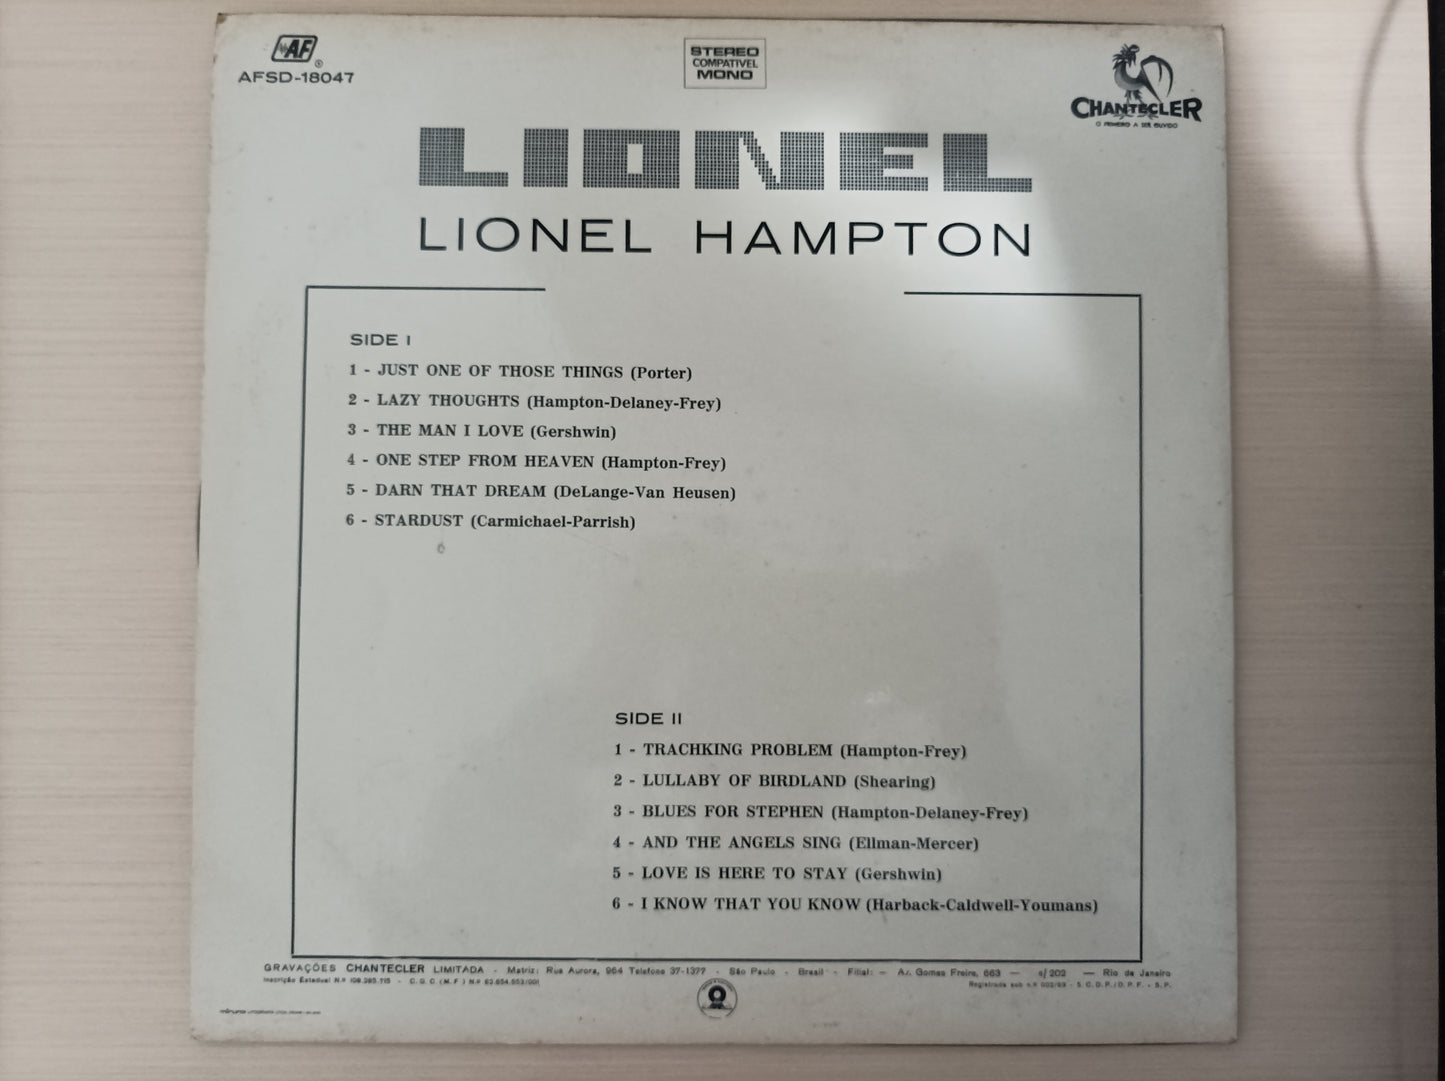 AF
AFSD-18047
STEREO
COMPATIVEL
MONO
CHANTECLER
O PRIMEIRO A SER OUVIDO
LIONEL
LIONEL HAMPTON
SIDE I
1 - JUST ONE OF THOSE THINGS (Porter)
2 - LAZY THOUGHTS (Hampton-Delaney-Frey)
3 - THE MAN I LOVE (Gershwin)
4 - ONE STEP FROM HEAVEN (Hampton-Frey)
5 - DARN THAT DREAM (DeLange-Van Heusen)
6 - STARDUST (Carmichael-Parrish)
SIDE II
1 - TRACHKING PROBLEM (Hampton-Frey)
2 - LULLABY OF BIRDLAND (Shearing)
3 - BLUES FOR STEPHEN (Hampton-Delaney-Frey)
4 - AND THE ANGELS SING (Ellman-Mercer)
5 - LOVE IS HERE TO STAY (Gershwin)
6 - I KNOW THAT YOU KNOW (Harback-Caldwell-Youmans)
GRAVAÇÕES CHANTECLER LIMITADA - Matriz: Rua Aurora, 964 Telefone 37-1377 - São Paulo - Brasil - Filial: - Av. Gomes Freire, 663 — s/ 202 — Rio de Janeiro
Inscrição Estadual N.º